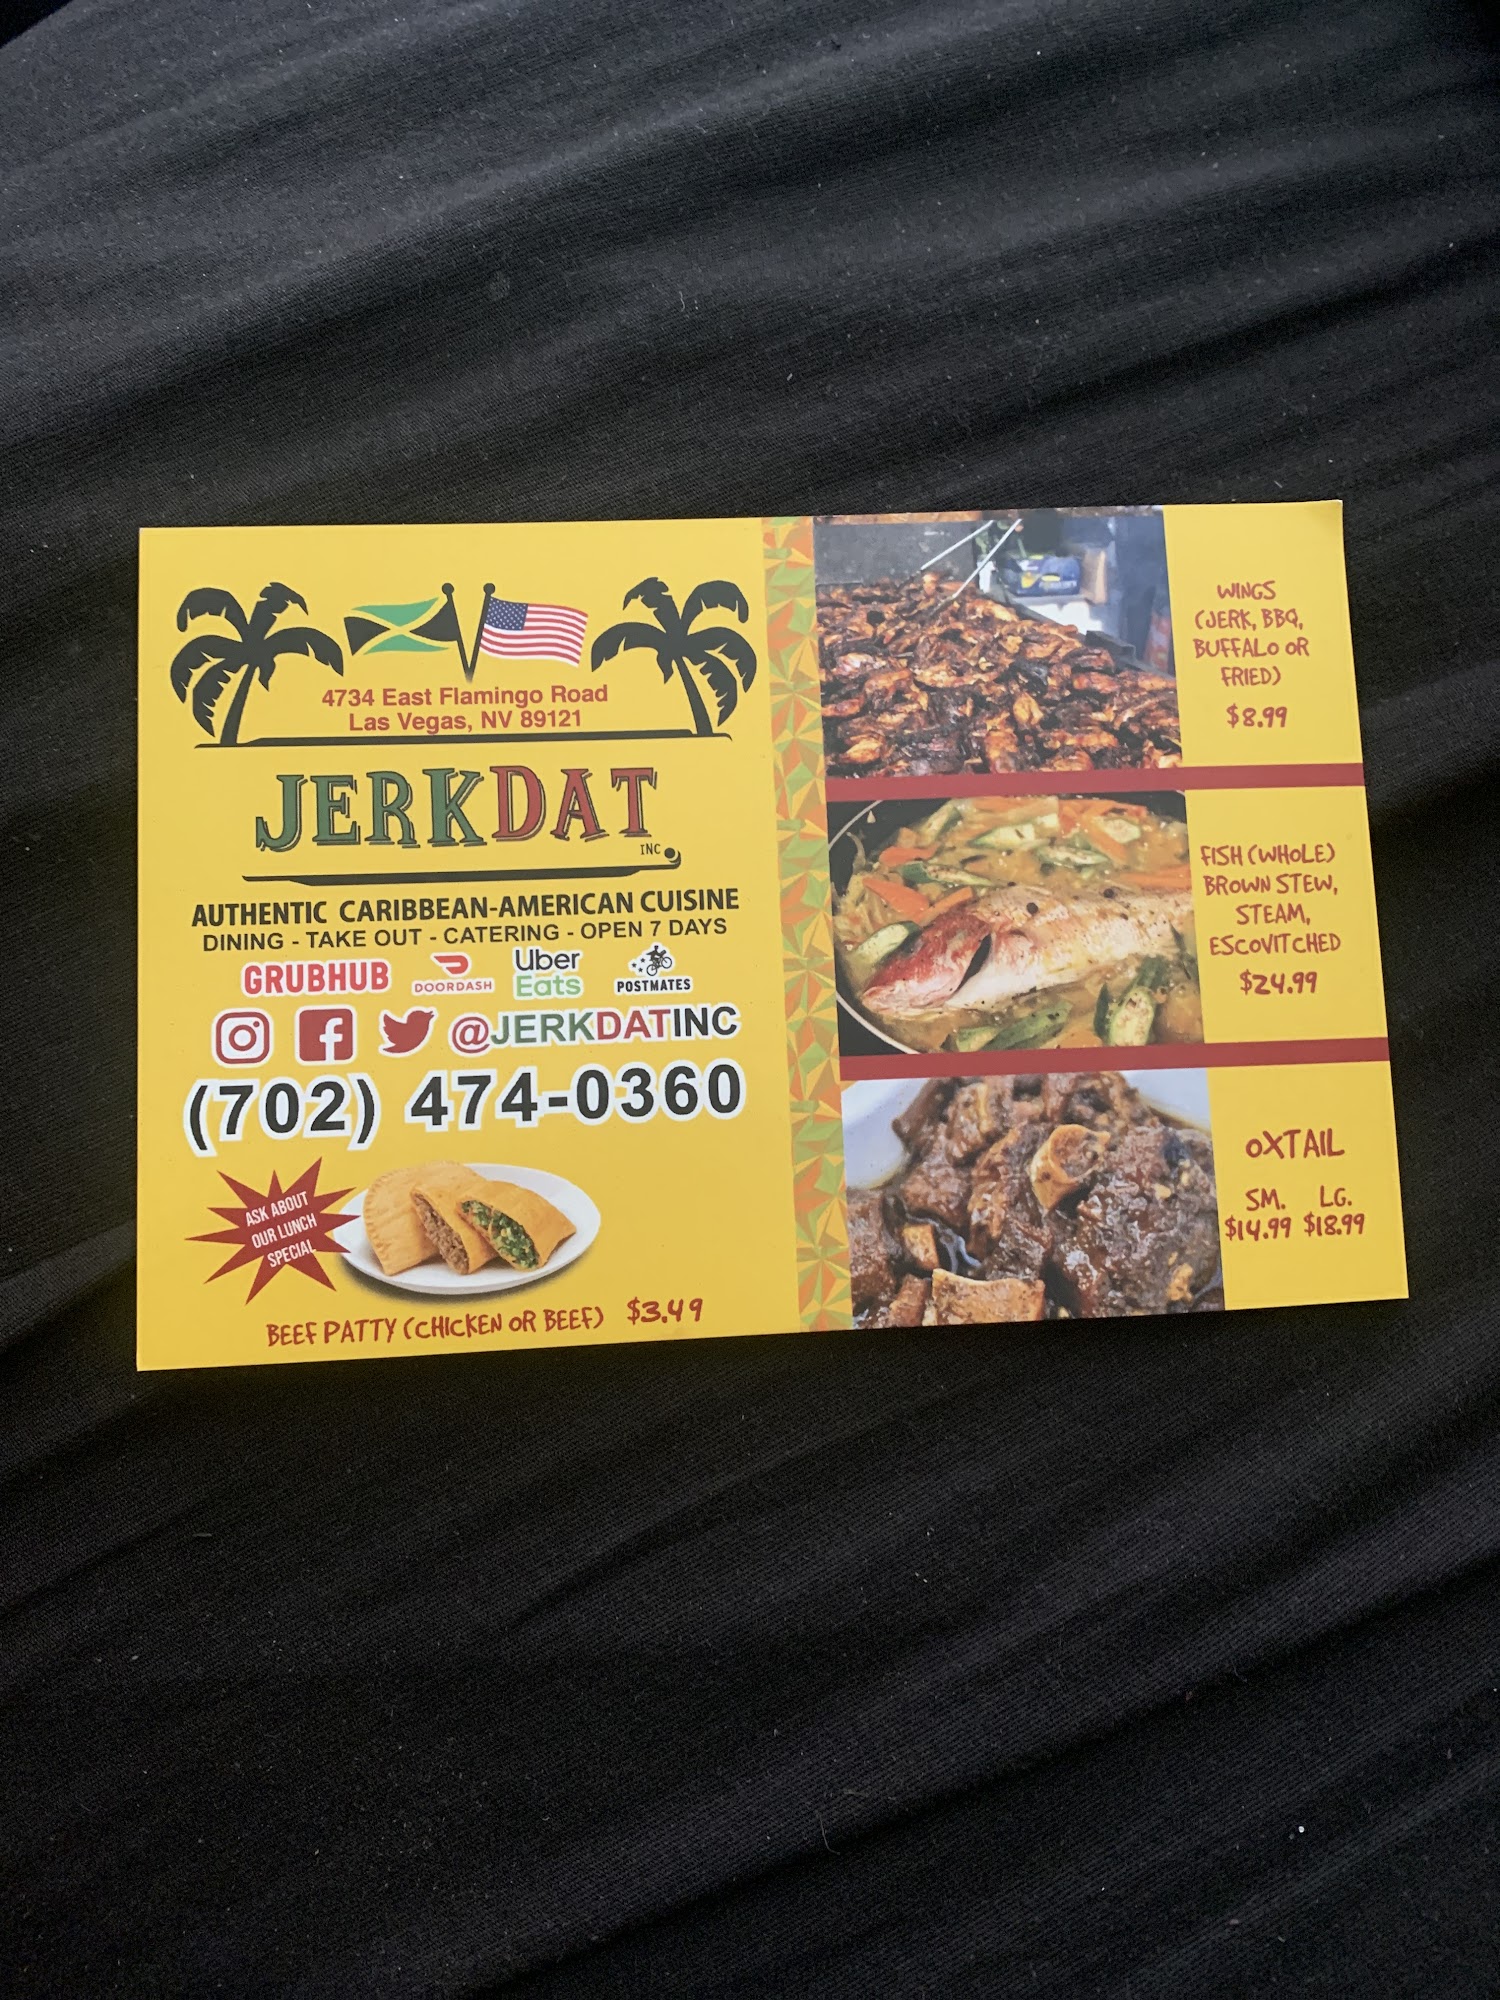 4734 East Flamingo Road
Las Vegas, NV 89121
JERKDAT
INC
AUTHENTIC CARIBBEAN-AMERICAN CUISINE
DINING - TAKE OUT - CATERING - OPEN 7 DAYS
GRUBHUB
DOORDASH
Uber
Eats
POSTMATES
@JERKDATINC
(702) 474-0360
ASK ABOUT
OUR LUNCH
SPECIAL
BEEF PATTY (CHICKEN OR BEEF) $3.49
WINGS
(JERK, BBQ,
BUFFALO OR
FRIED)
$8.99
FISH (WHOLE)
BROWN STEW,
STEAM,
ESCOVITCHED
$24.99
OXTAIL
SM. LG.
$14.99 $18.99